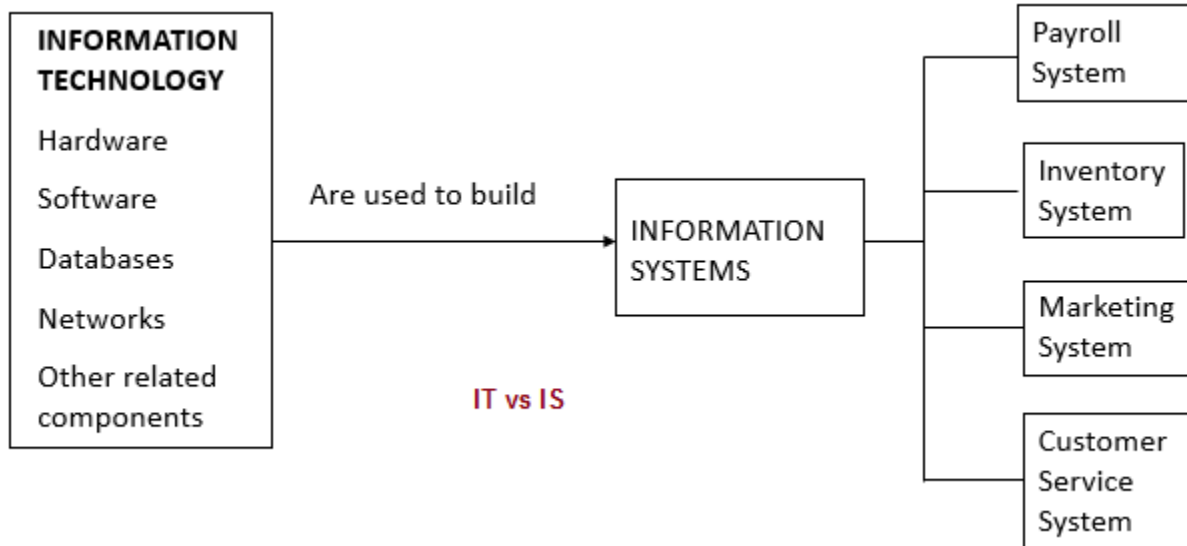 INFORMATION
TECHNOLOGY
Hardware
Software
Databases
Networks
Other related
components
Are used to build
INFORMATION
SYSTEMS
IT vs IS
Payroll
System
Inventory
System
Marketing
System
Customer
Service
System